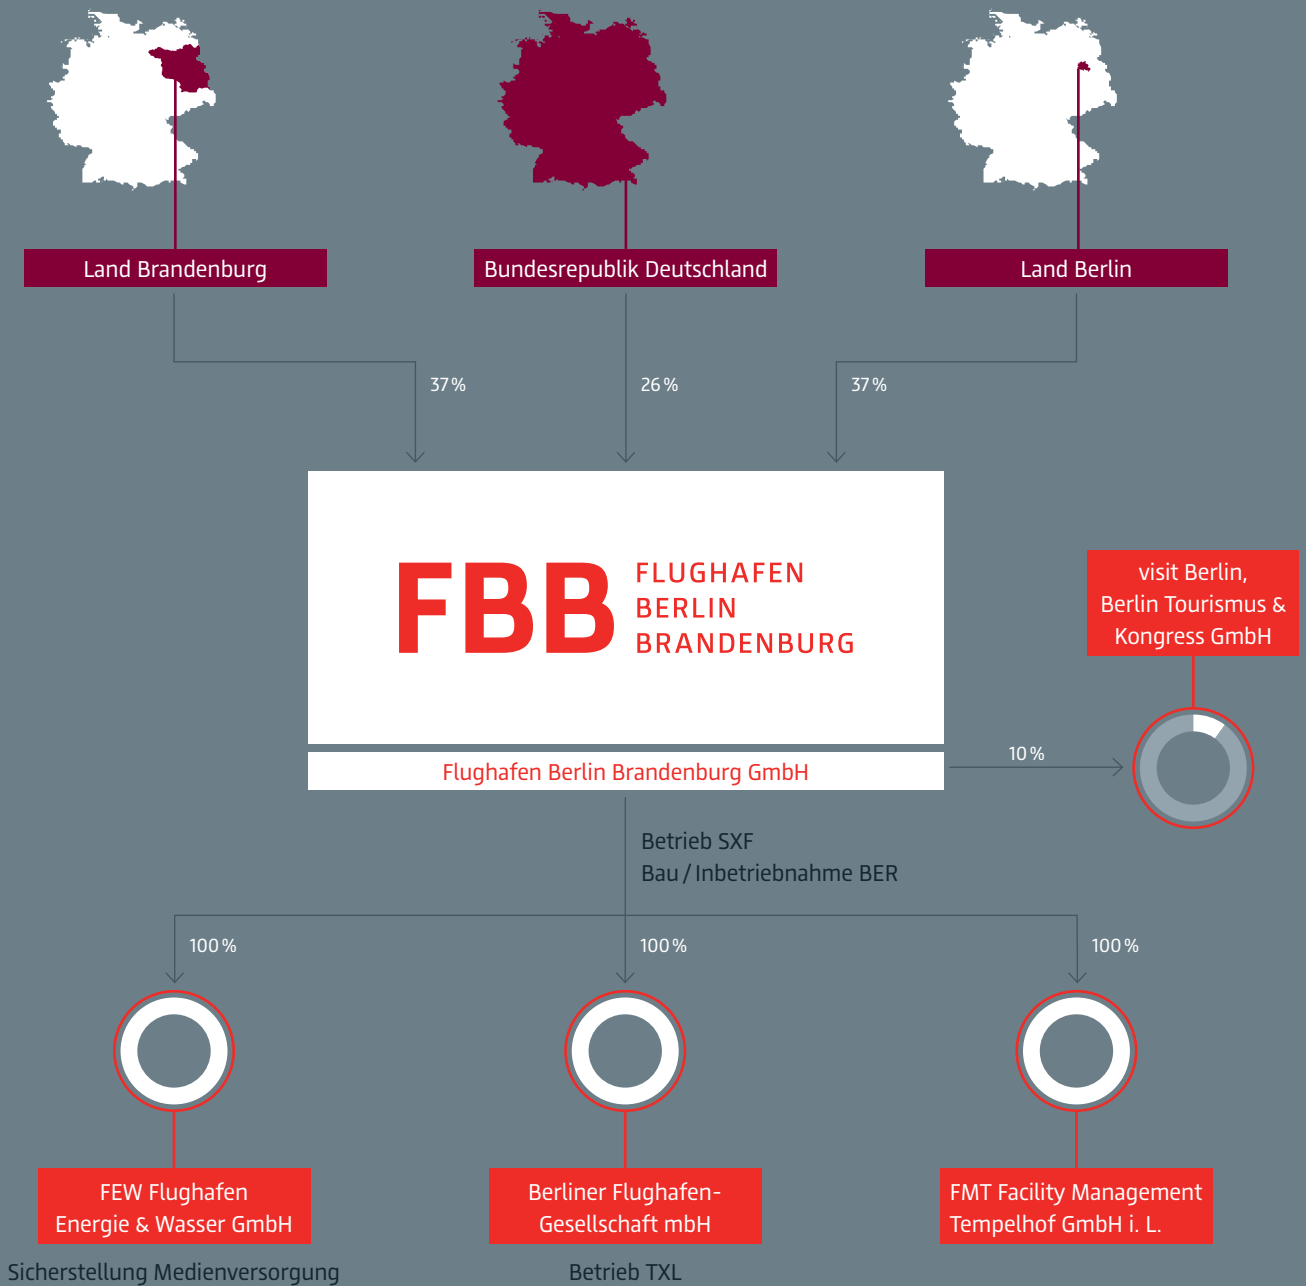 Land Brandenburg
Bundesrepublik Deutschland
Land Berlin
37 %
26 %
37 %
FBB
FLUGHAFEN
BERLIN
BRANDENBURG
Flughafen Berlin Brandenburg GmbH
visit Berlin,
Berlin Tourismus &
Kongress GmbH
10 %
Betrieb SXF
Bau / Inbetriebnahme BER
100 %
100 %
100 %
FEW Flughafen
Energie & Wasser GmbH
Sicherstellung Medienversorgung
Berliner Flughafen-
Gesellschaft mbH
Betrieb TXL
FMT Facility Management
Tempelhof GmbH i. L.